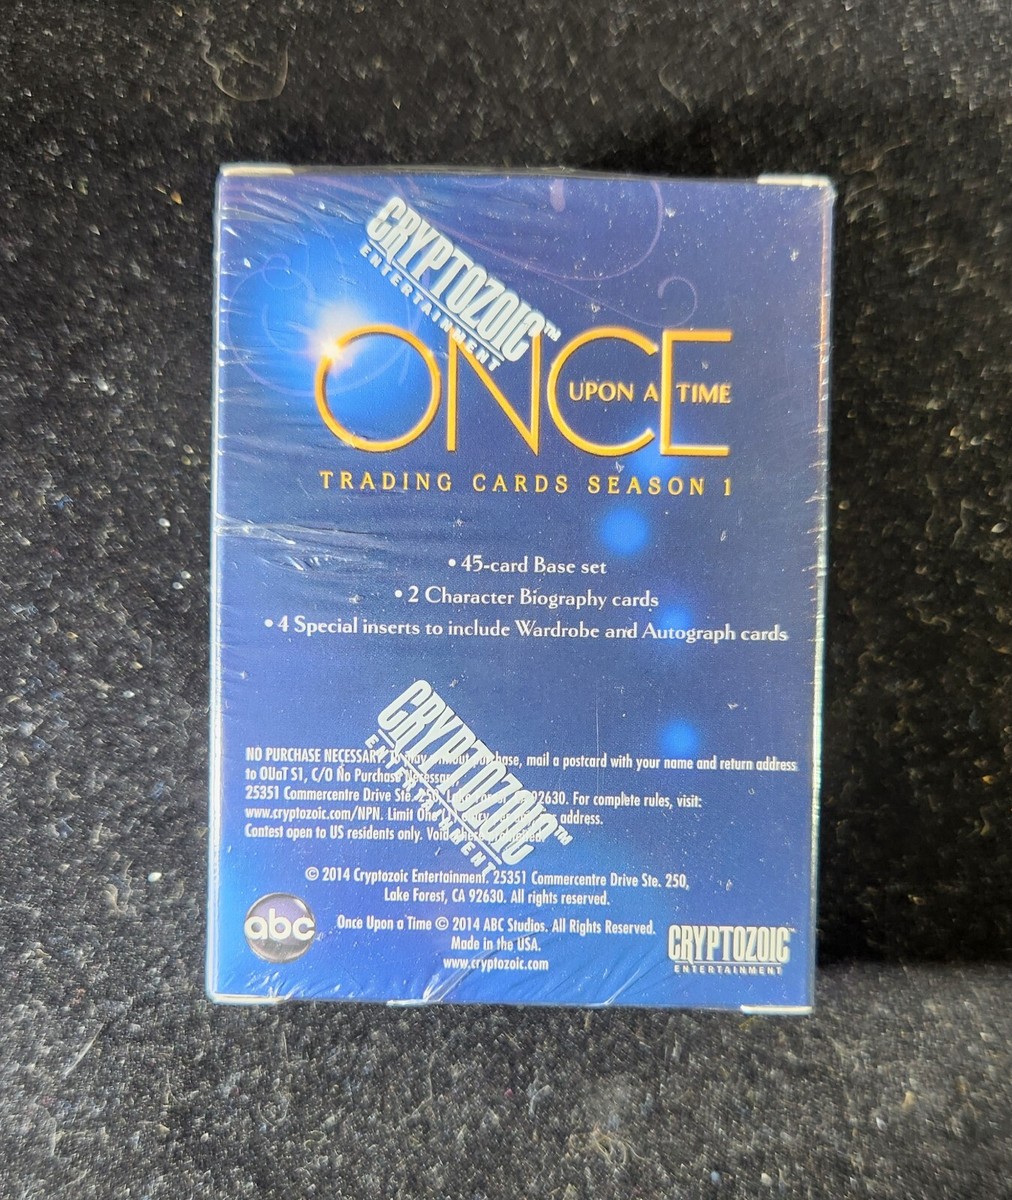 CRYPTOZOIC™
ENTERTAINMENT
ONCE
UPON A TIME
TRADING CARDS SEASON 1
• 45-card Base set
• 2 Character Biography cards
• 4 Special inserts to include Wardrobe and Autograph cards
CRYPTOZOIC™
ENTERTAINMENT
NO PURCHASE NECESSARY. mail a postcard with your name and return address
to OUaT S1, C/O No Purchase Necessary,
25351 Commercentre Drive Ste. 250, 92630. For complete rules, visit:
www.cryptozoic.com/NPN. Limit One address.
Contest open to US residents only. Void
© 2014 Cryptozoic Entertainment. 25351 Commercentre Drive Ste. 250,
Lake Forest, CA 92630. All rights reserved.
abc
Once Upon a Time © 2014 ABC Studios. All Rights Reserved.
Made in the USA.
www.cryptozoic.com
CRYPTOZOIC™
ENTERTAINMENT